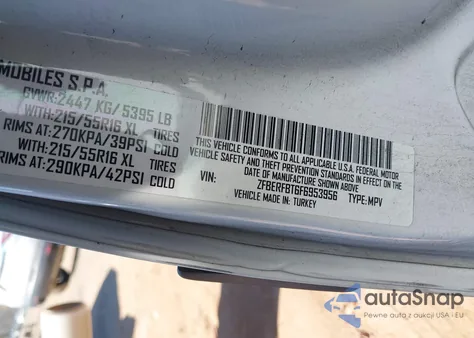 MOBILES S.P.A.
GVWR: 2447 KG/ 5395 LB
WITH: 215/55R16 XL TIRES
RIMS AT: 270KPA/39PSI COLD
WITH: 215/55R16 XL TIRES
RIMS AT: 290KPA/42PSI COLD
THIS VEHICLE CONFORMS TO ALL APPLICABLE U.S.A. FEDERAL MOTOR
VEHICLE SAFETY AND THEFT PREVENTION STANDARDS IN EFFECT ON THE
DATE OF MANUFACTURE SHOWN ABOVE.
VIN: ZFBERFBT6F6953956 TYPE: MPV
VEHICLE MADE IN: TURKEY
autoSnap
Pewne auta z aukcji USA i EU